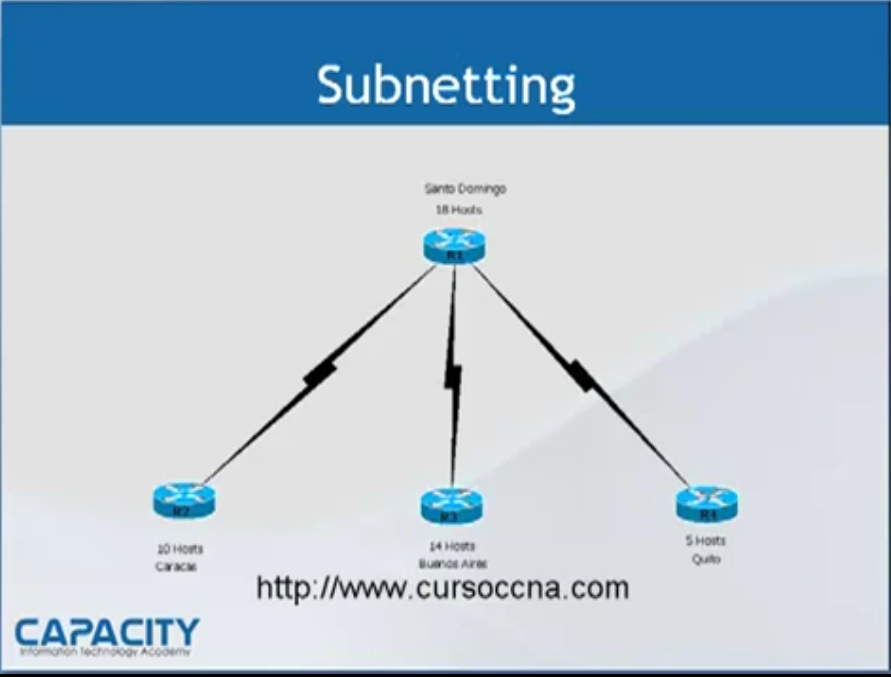 Subnetting
Santo Domingo
18 Hosts
R1
R2
R3
R4
10 Hosts
Caracas
14 Hosts
Buenos Aires
5 Hosts
Quito
http://www.cursoccna.com
CAPACITY
Information Technology Academy